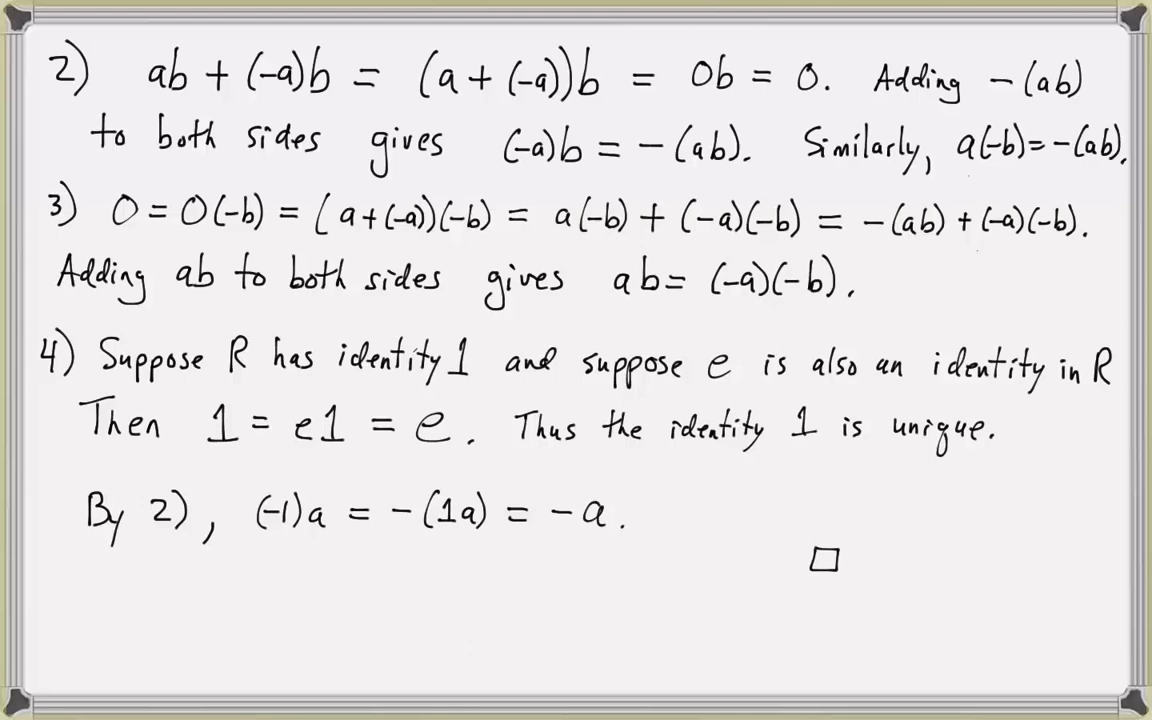 2) ab + (-a)b = (a + (-a))b = 0b = 0. Adding -(ab)
to both sides gives (-a)b = -(ab). Similarly, a(-b)=-(ab).
3) 0 = 0(-b) = (a+(-a))(-b) = a(-b) + (-a)(-b) = -(ab) + (-a)(-b).
Adding ab to both sides gives ab = (-a)(-b).
4) Suppose R has identity 1 and suppose e is also an identity in R
Then 1 = e1 = e. Thus the identity 1 is unique.
By 2), (-1)a = -(1a) = -a.
□